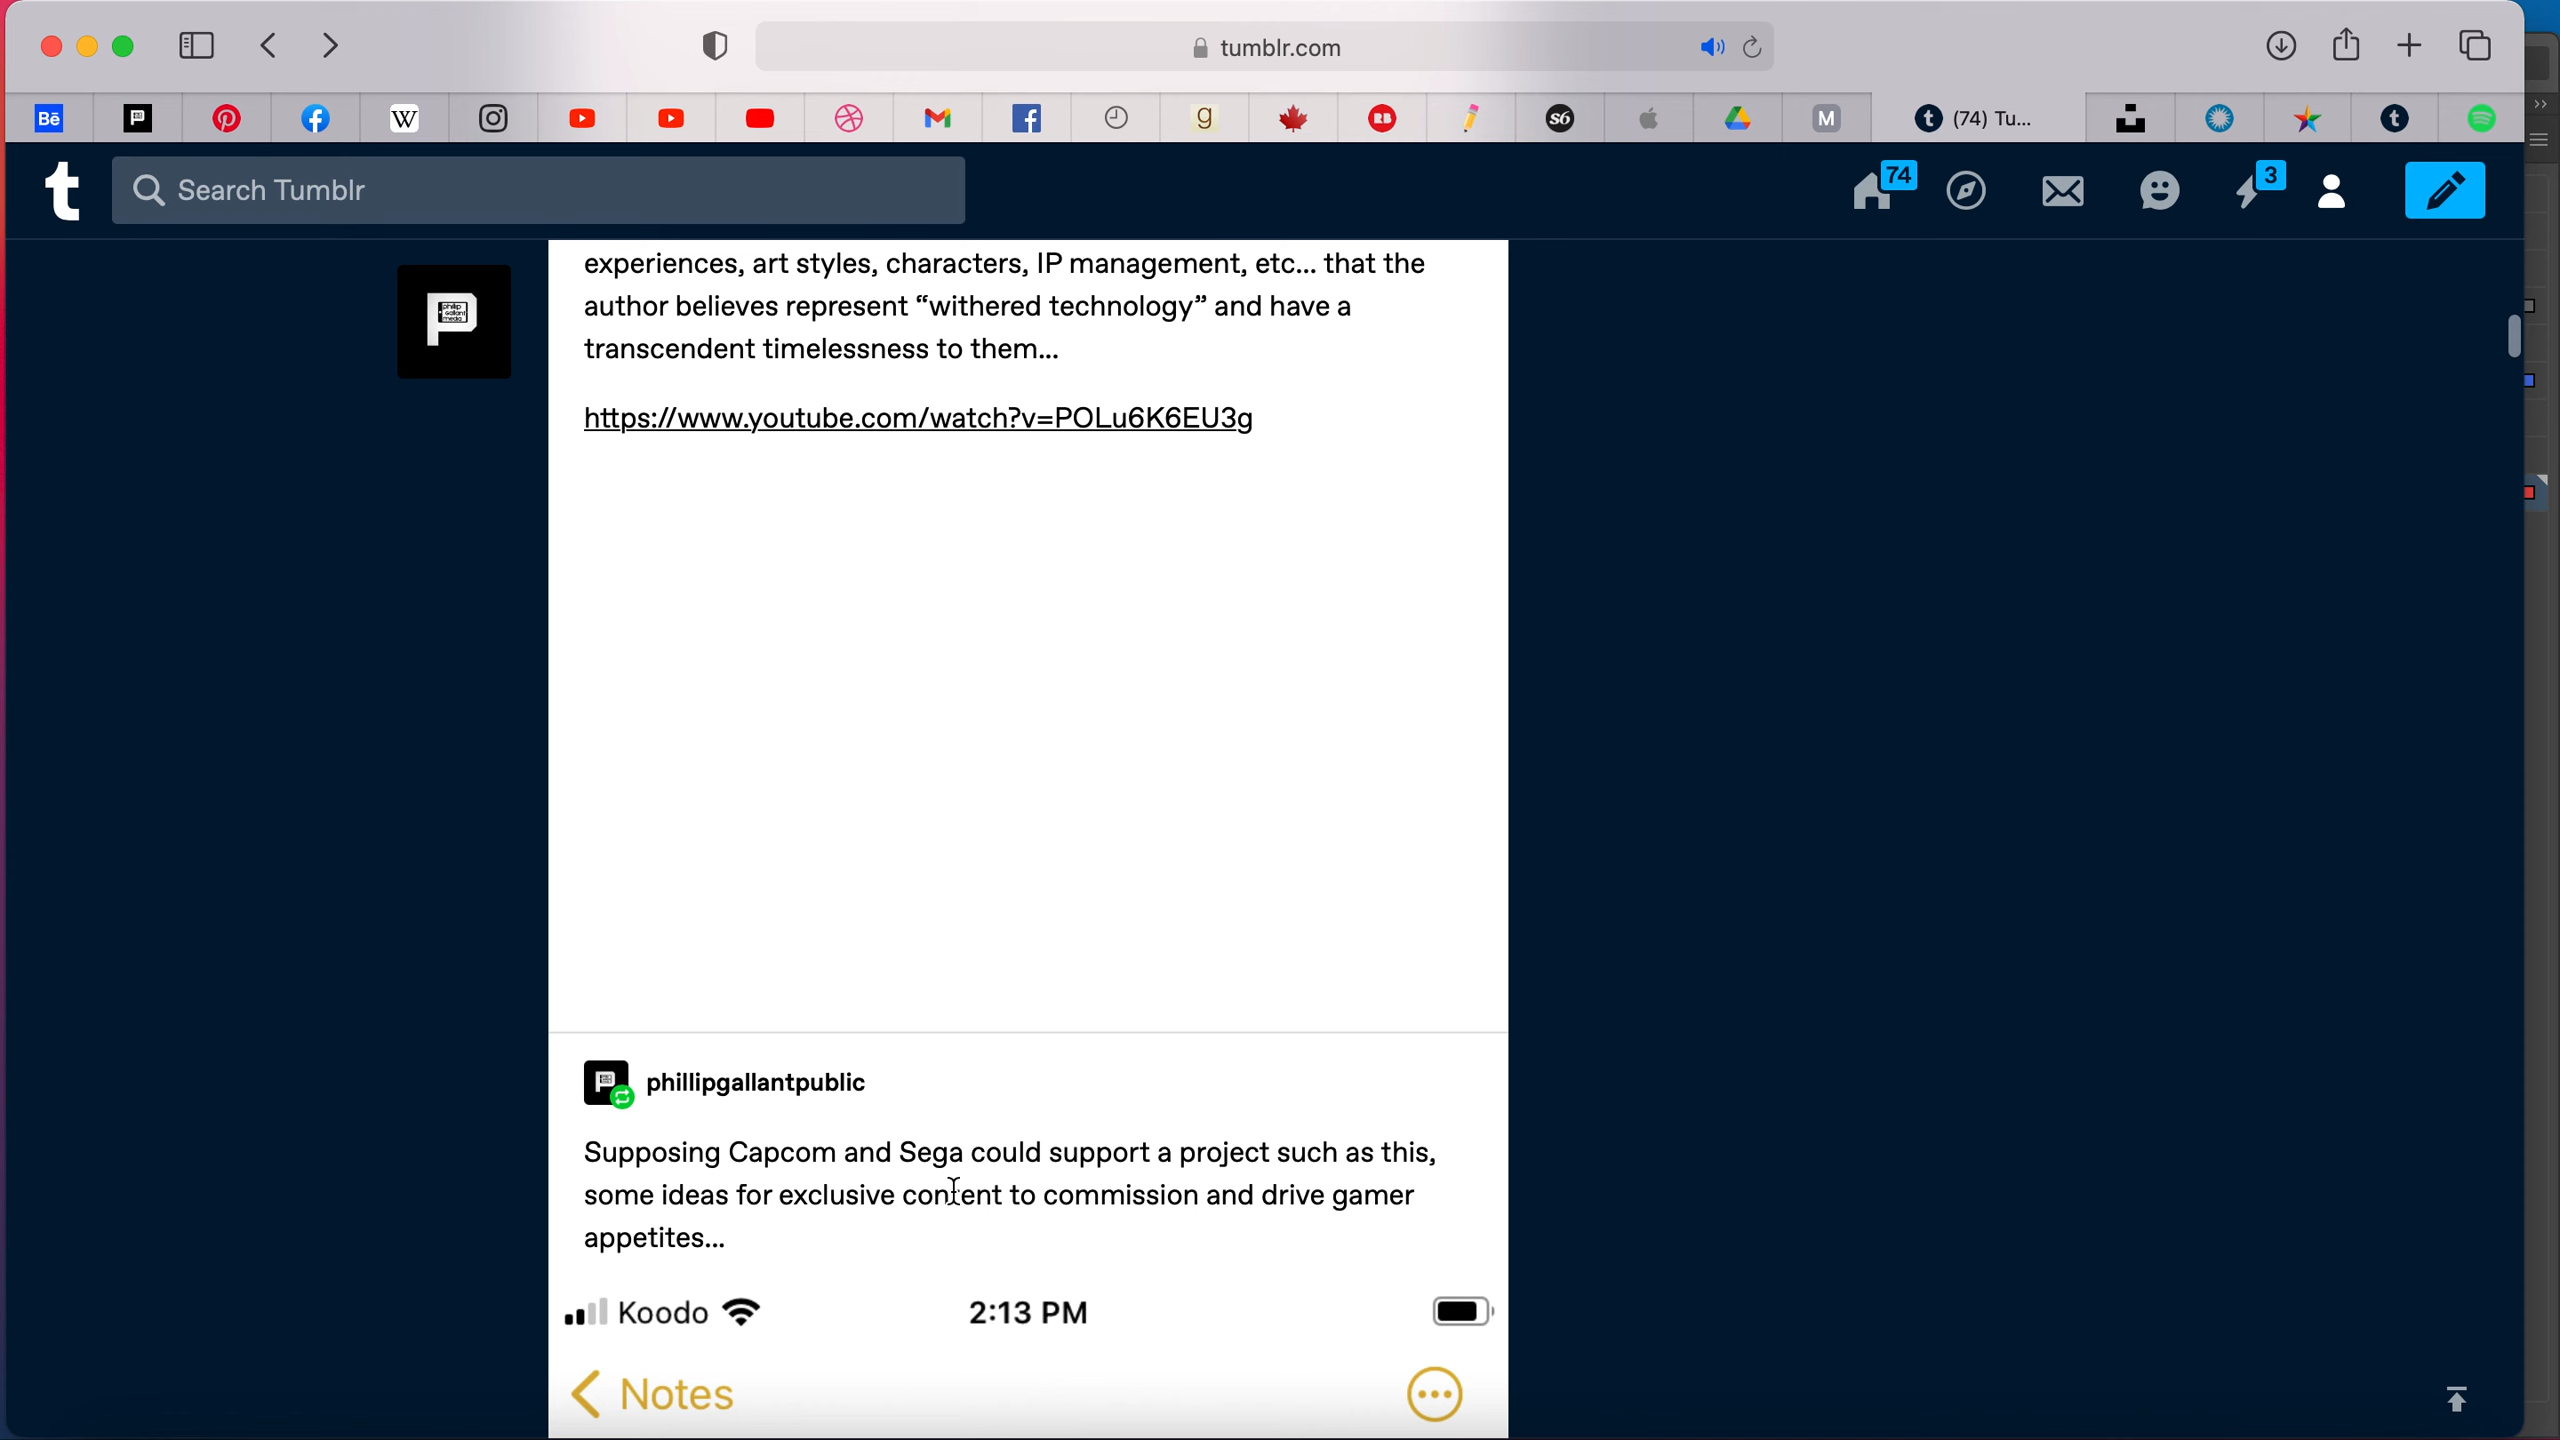 tumblr.com
Bē
W
g
RB
S6
M
t (74) Tu...
t
t Search Tumblr
74
3
experiences, art styles, characters, IP management, etc... that the
author believes represent “withered technology” and have a
transcendent timelessness to them...
https://www.youtube.com/watch?v=POLu6K6EU3g
phillipgallantpublic
Supposing Capcom and Sega could support a project such as this,
some ideas for exclusive content to commission and drive gamer
appetites...
Koodo 2:13 PM
Notes